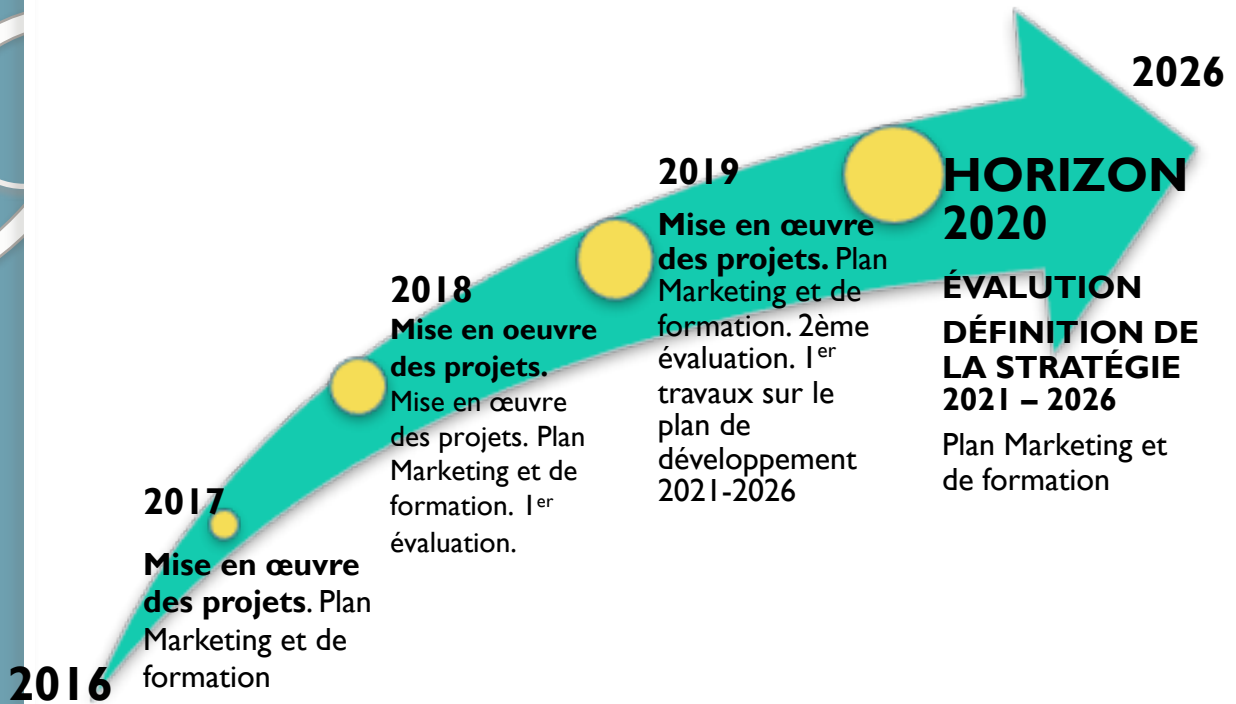 2016
2017
Mise en œuvre
des projets. Plan
Marketing et de
formation
2018
Mise en oeuvre
des projets.
Mise en œuvre
des projets. Plan
Marketing et de
formation. 1er
évaluation.
2019
Mise en œuvre
des projets. Plan
Marketing et de
formation. 2ème
évaluation. 1er
travaux sur le
plan de
développement
2021-2026
2026
HORIZON
2020
ÉVALUTION
DÉFINITION DE
LA STRATÉGIE
2021 – 2026
Plan Marketing et
de formation